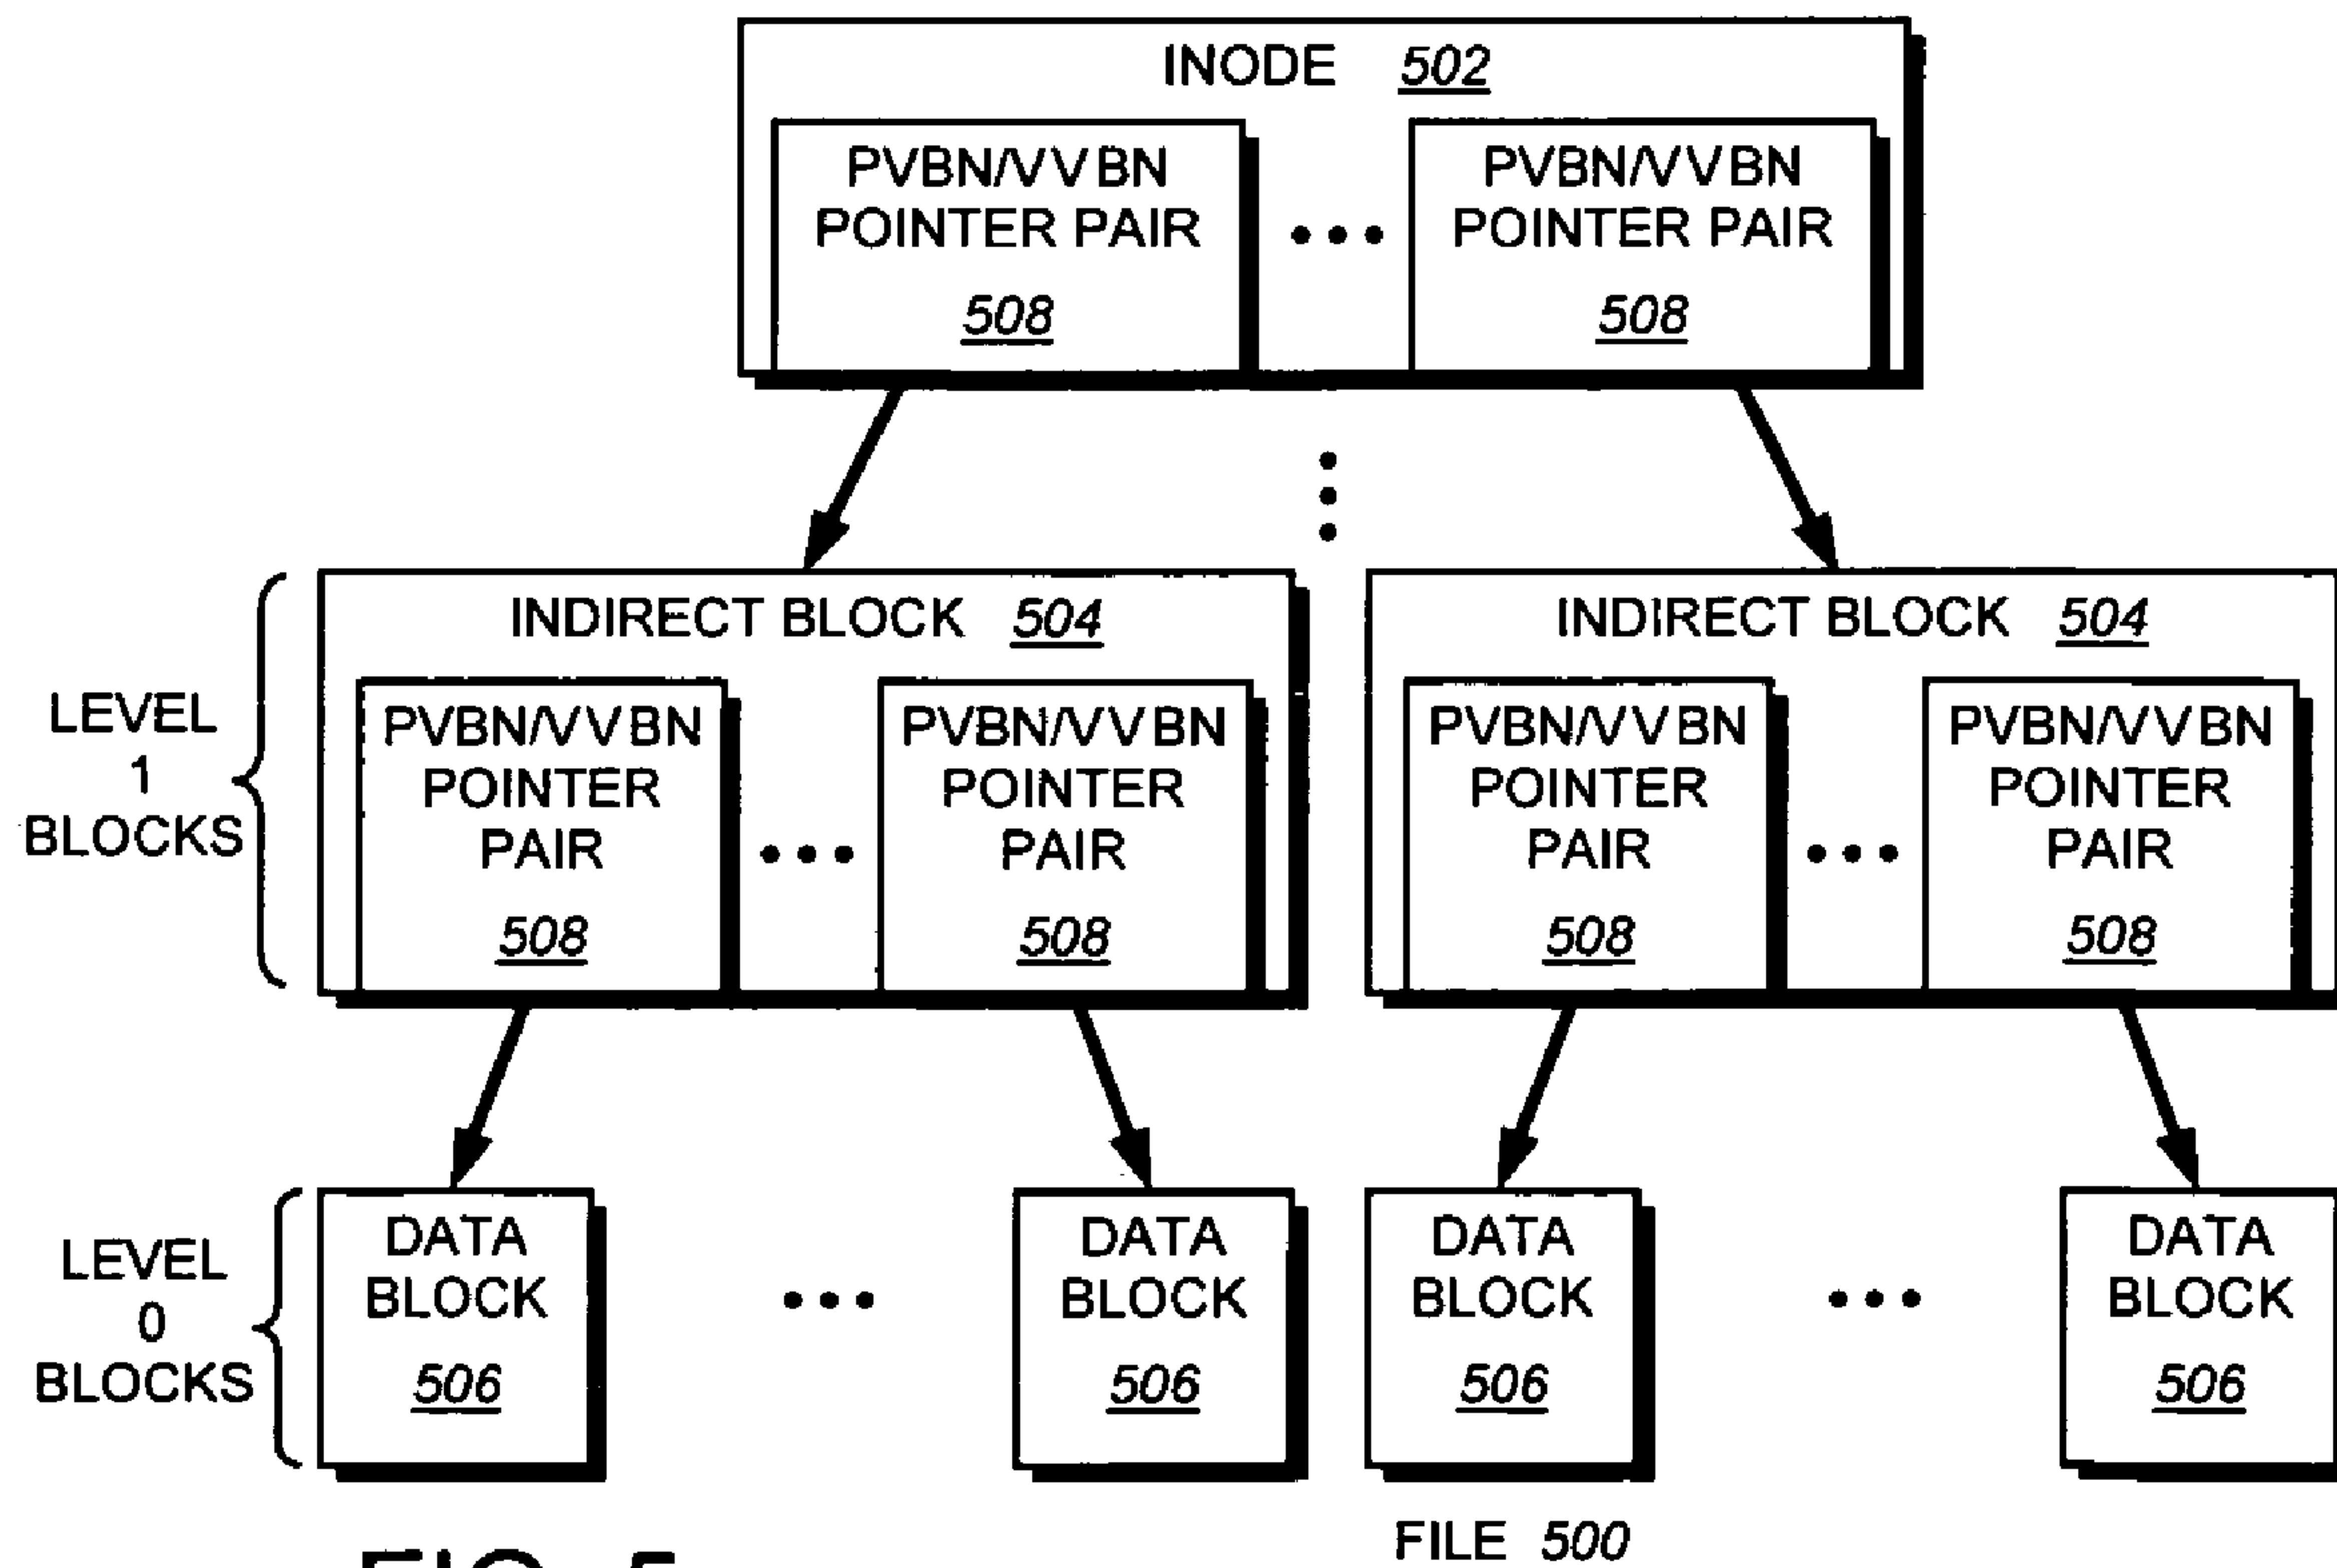 INODE 502
PVBN/VVBN
POINTER PAIR
508
PVBN/VVBN
POINTER PAIR
508
LEVEL
1
BLOCKS
INDIRECT BLOCK 504
PVBN/VVBN
POINTER
PAIR
508
PVBN/VVBN
POINTER
PAIR
508
INDIRECT BLOCK 504
PVBN/VVBN
POINTER
PAIR
508
PVBN/VVBN
POINTER
PAIR
508
LEVEL
0
BLOCKS
DATA
BLOCK
506
DATA
BLOCK
506
DATA
BLOCK
506
DATA
BLOCK
506
FILE 500